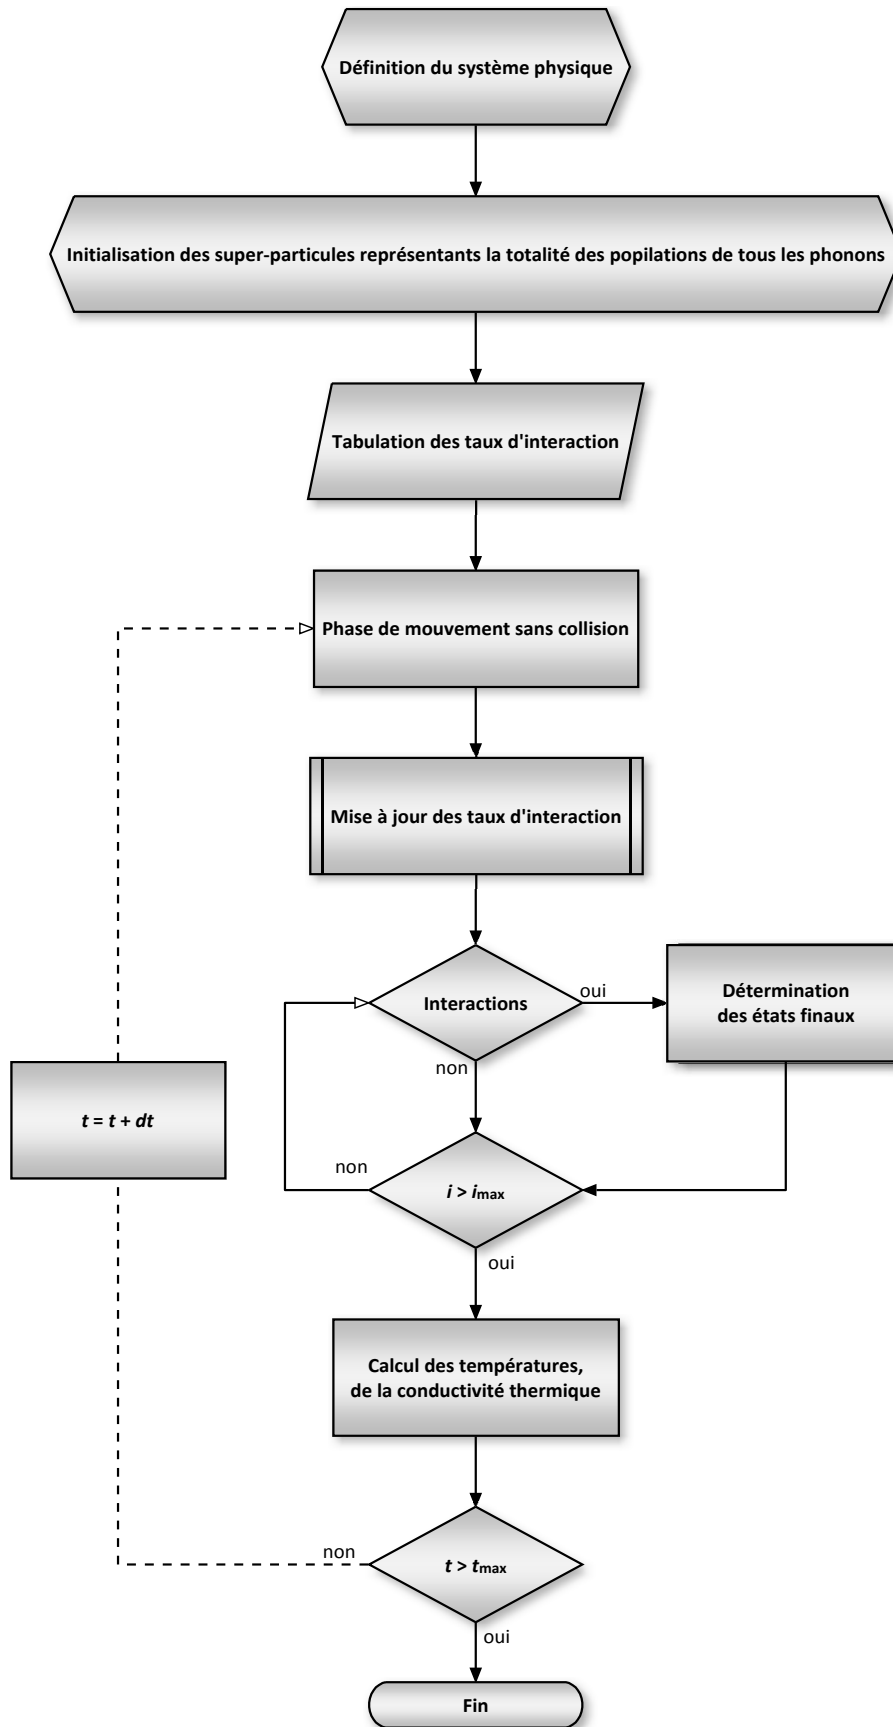 Définition du système physique
Initialisation des super-particules représentants la totalité des popilations de tous les phonons
Tabulation des taux d'interaction
Phase de mouvement sans collision
Mise à jour des taux d'interaction
Interactions
oui
Détermination
des états finaux
non
t = t + dt
non
i > imax
oui
Calcul des températures,
de la conductivité thermique
non
t > tmax
oui
Fin